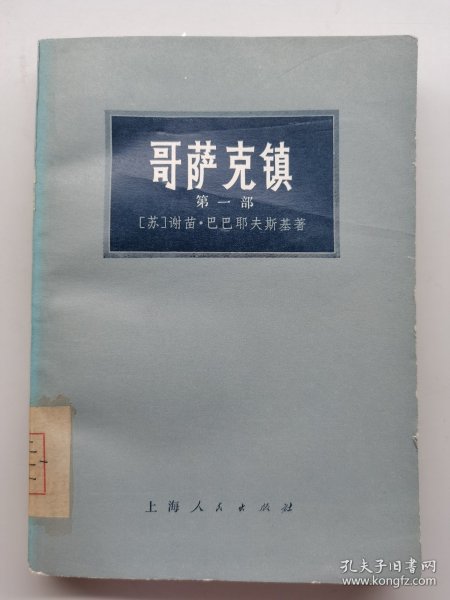 哥萨克镇
第一部
［苏］谢苗·巴巴耶夫斯基著
上海人民出版社
孔夫子旧书网
www.kongfz.com